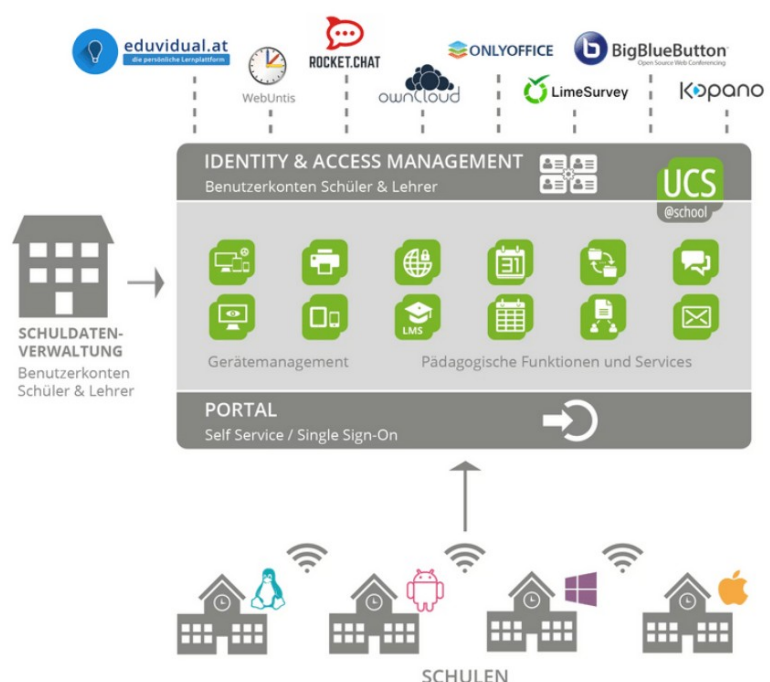 eduvidual.at
die persönliche Lernplattform
WebUntis
ROCKET.CHAT
ownCloud
ONLYOFFICE
LimeSurvey
b BigBlueButton
Open Source Web Conferencing
Kopano
IDENTITY & ACCESS MANAGEMENT
Benutzerkonten Schüler & Lehrer
UCS
@school
31
LMS
Gerätemanagement
Pädagogische Funktionen und Services
SCHULDATEN-
VERWALTUNG
Benutzerkonten
Schüler & Lehrer
PORTAL
Self Service / Single Sign-On
SCHULEN